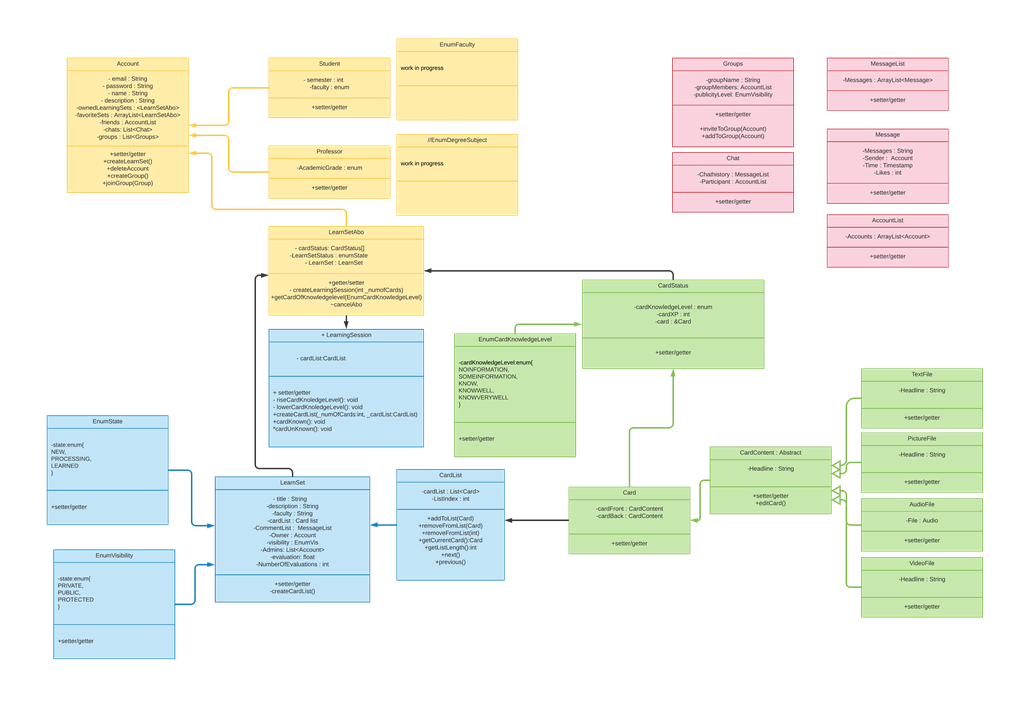 Account
- email : String
- password : String
- name : String
- description : String
-ownedLearningSets : <LearnSetAbo>
-favoriteSets : ArrayList<LearnSetAbo>
-friends : AccountList
-chats: List<Chat>
-groups : List<Groups>
+setter/getter
+createLearnSet()
+deleteAccount
+createGroup()
+joinGroup(Group)
Student
- semester : int
-faculty : enum
+setter/getter
Professor
-AcademicGrade : enum
+setter/getter
EnumFaculty
work in progress
//EnumDegreeSubject
work in progress
Groups
-groupName : String
-groupMembers: AccountList
-publicityLevel: EnumVisibility
+setter/getter
+inviteToGroup(Account)
+addToGroup(Account)
Chat
-Chathistory : MessageList
-Participant : AccountList
+setter/getter
MessageList
-Messages : ArrayList<Message>
+setter/getter
Message
-Messages : String
-Sender : Account
-Time : Timestamp
-Likes : int
+setter/getter
AccountList
-Accounts : ArrayList<Account>
+setter/getter
LearnSetAbo
- cardStatus: CardStatus[]
-LearnSetStatus : enumState
- LearnSet : LearnSet
+getter/setter
- createLearningSession(int _numofCards)
+getCardOfKnowledgelevel(EnumCardKnowledgeLevel)
~cancelAbo
+ LearningSession
- cardList:CardList
+ setter/getter
- riseCardKnoledgeLevel(): void
- lowerCardKnoledgeLevel(): void
+createCardList(_numOfCards:int, _cardList:CardList)
+cardKnown(): void
*cardUnKnown(): void
CardStatus
-cardKnowledgeLevel : enum
-cardXP : int
-card : &Card
+setter/getter
EnumCardKnowledgeLevel
-cardKnowledgeLevel:enum{
NOINFORMATION,
SOMEINFORMATION,
KNOW,
KNOWWELL,
KNOWVERYWELL
}
+setter/getter
EnumState
-state:enum{
NEW,
PROCESSING,
LEARNED
}
+setter/getter
EnumVisibility
-state:enum{
PRIVATE,
PUBLIC,
PROTECTED
}
+setter/getter
LearnSet
- title : String
-description : String
-faculty : String
-cardList : Card list
-CommentList : MessageList
-Owner : Account
-visibility : EnumVis
-Admins: List<Account>
-evaluation: float
-NumberOfEvaluations : int
+setter/getter
-createCardList()
CardList
-cardList : List<Card>
-ListIndex : int
+addToList(Card)
+removeFromList(Card)
+removeFromList(int)
+getCurrentCard():Card
+getListLength():int
+next()
+previous()
Card
-cardFront : CardContent
-cardBack : CardContent
+setter/getter
CardContent : Abstract
-Headline : String
+setter/getter
+editCard()
TextFile
-Headline : String
+setter/getter
PictureFile
-Headline : String
+setter/getter
AudioFile
-File : Audio
+setter/getter
VideoFile
-Headline : String
+setter/getter